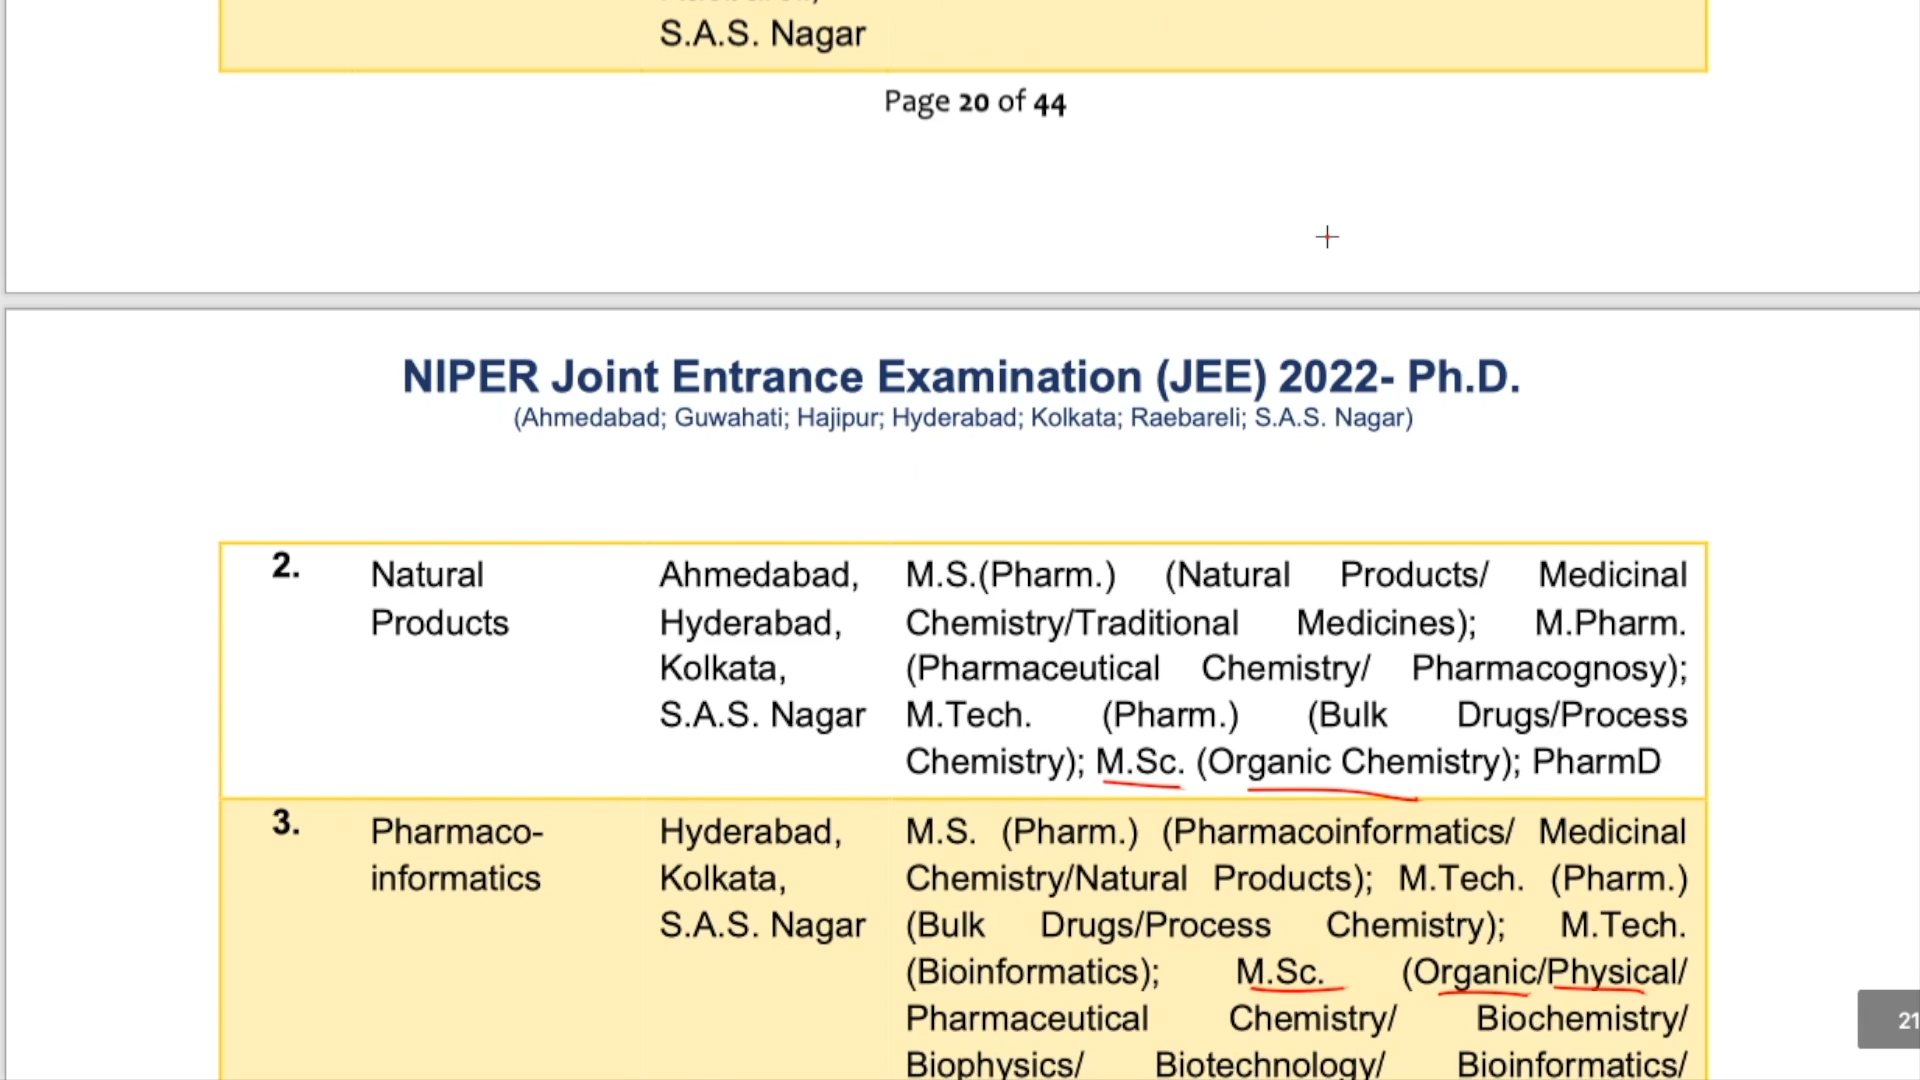 S.A.S. Nagar
Page 20 of 44
NIPER Joint Entrance Examination (JEE) 2022- Ph.D.
(Ahmedabad; Guwahati; Hajipur; Hyderabad; Kolkata; Raebareli; S.A.S. Nagar)
2.
Natural
Products
Ahmedabad,
Hyderabad,
Kolkata,
S.A.S. Nagar
M.S.(Pharm.) (Natural Products/ Medicinal
Chemistry/Traditional Medicines); M.Pharm.
(Pharmaceutical Chemistry/ Pharmacognosy);
M.Tech. (Pharm.) (Bulk Drugs/Process
Chemistry); M.Sc. (Organic Chemistry); PharmD
3.
Pharmaco-
informatics
Hyderabad,
Kolkata,
S.A.S. Nagar
M.S. (Pharm.) (Pharmacoinformatics/ Medicinal
Chemistry/Natural Products); M.Tech. (Pharm.)
(Bulk Drugs/Process Chemistry); M.Tech.
(Bioinformatics); M.Sc. (Organic/Physical/
Pharmaceutical Chemistry/ Biochemistry/
Biophysics/ Biotechnology/ Bioinformatics/
21